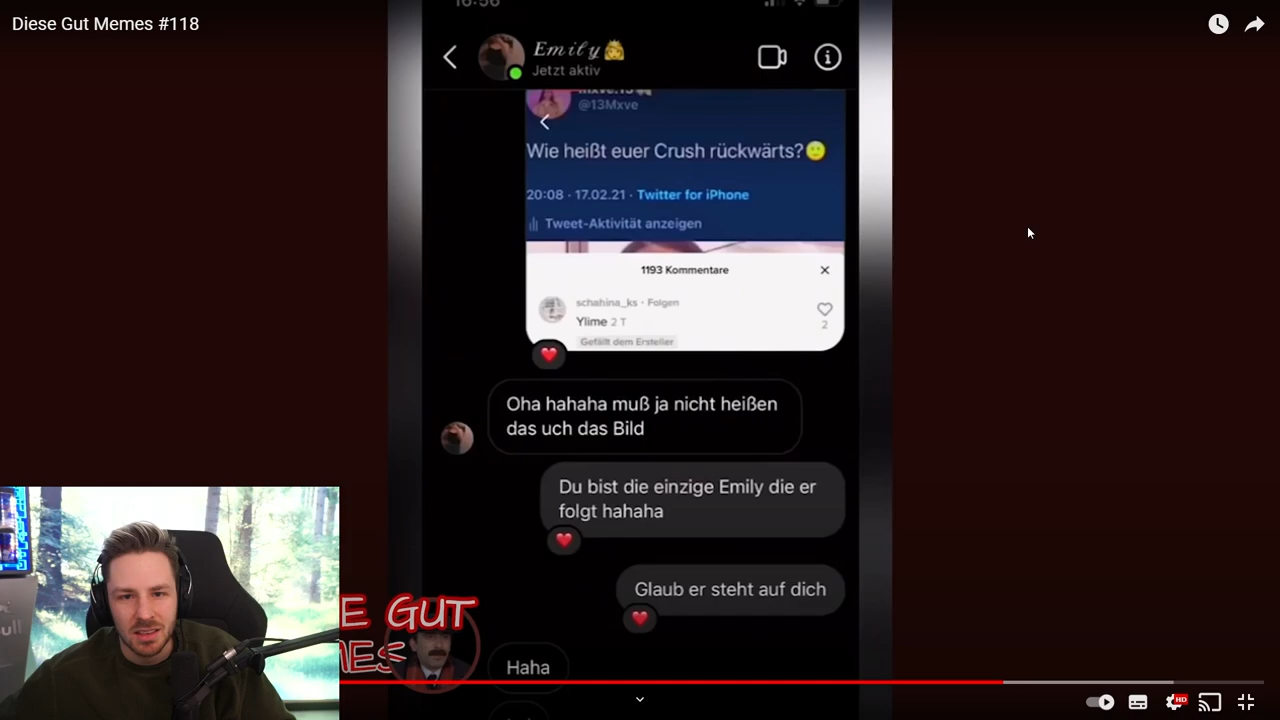 Diese Gut Memes #118
16:56
Emily
Jetzt aktiv
@13Mxve
Wie heißt euer Crush rückwärts?
20:08 · 17.02.21 · Twitter for iPhone
Tweet-Aktivität anzeigen
1193 Kommentare
schahina_ks · Folgen
Ylime 2 T
2
Gefällt dem Ersteller
Oha hahaha muß ja nicht heißen
das uch das Bild
Du bist die einzige Emily die er
folgt hahaha
Glaub er steht auf dich
Haha
GUT
HD